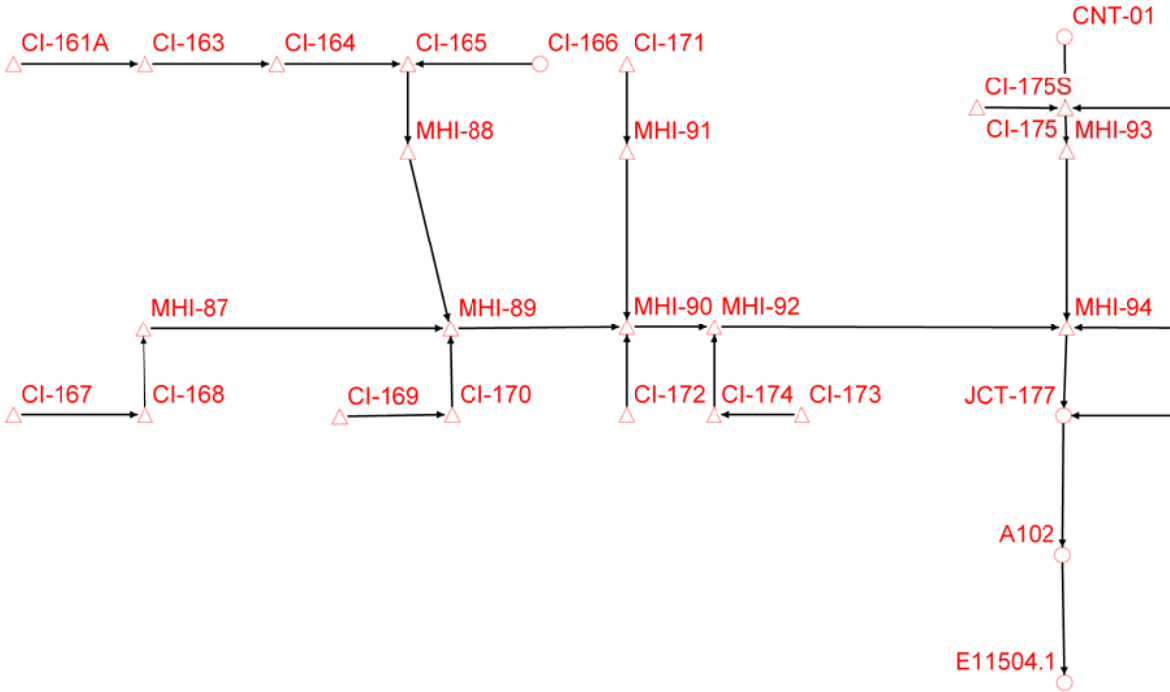 CNT-01
CI-161A CI-163 CI-164 CI-165 CI-166 CI-171
CI-175S
MHI-88 MHI-91 CI-175 MHI-93
MHI-87 MHI-89 MHI-90 MHI-92 MHI-94
CI-167 CI-168 CI-169 CI-170 CI-172 CI-174 CI-173 JCT-177
A102
E11504.1